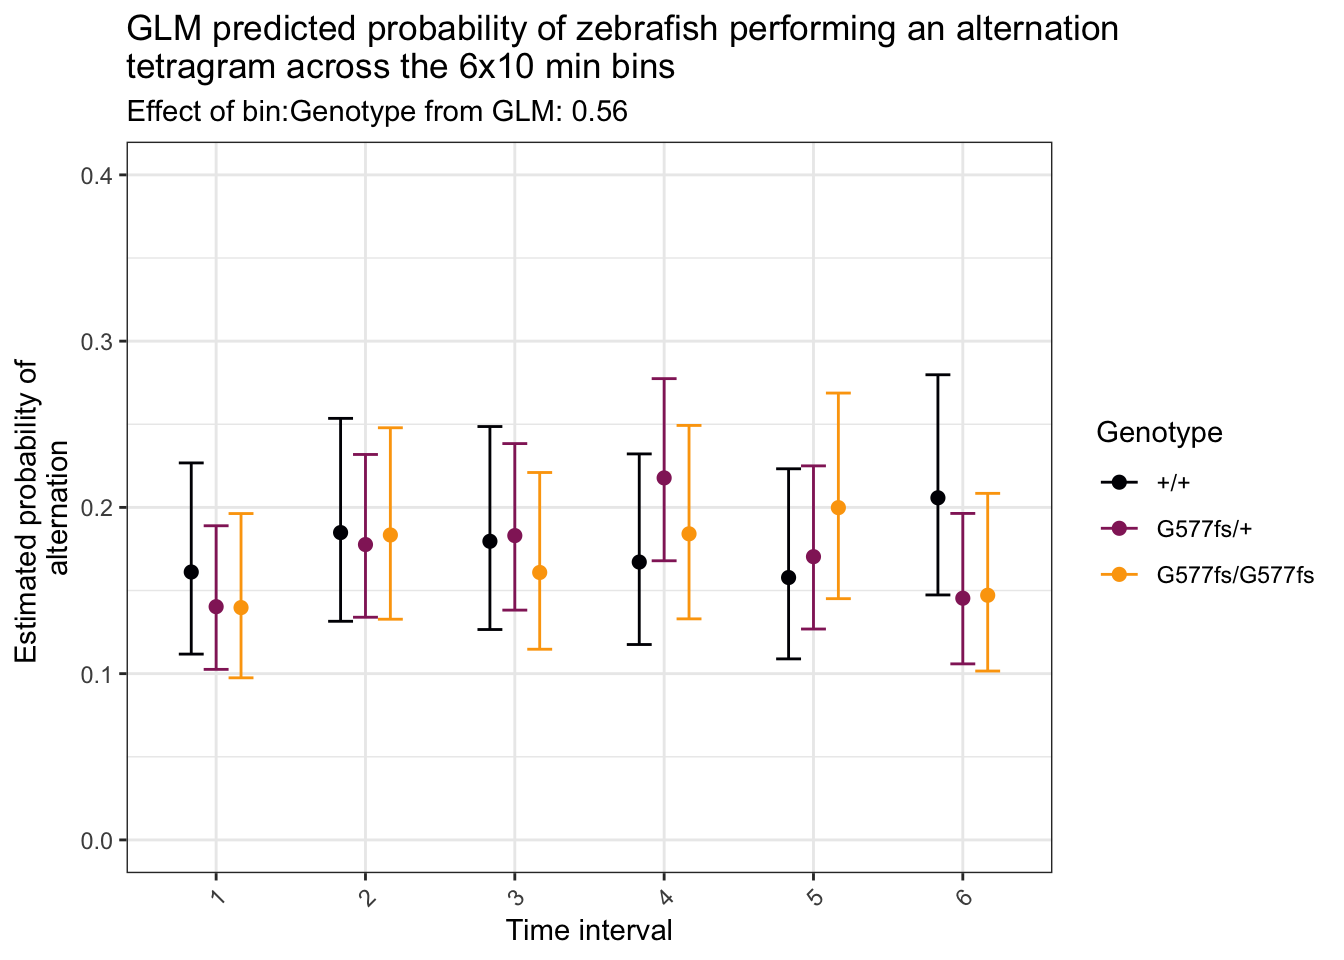 GLM predicted probability of zebrafish performing an alternation
tetragram across the 6x10 min bins
Effect of bin:Genotype from GLM: 0.56
Estimated probability of
alternation
0.4
0.3
0.2
0.1
0.0
1
2
3
4
5
6
Time interval
Genotype
+/+
G577fs/+
G577fs/G577fs